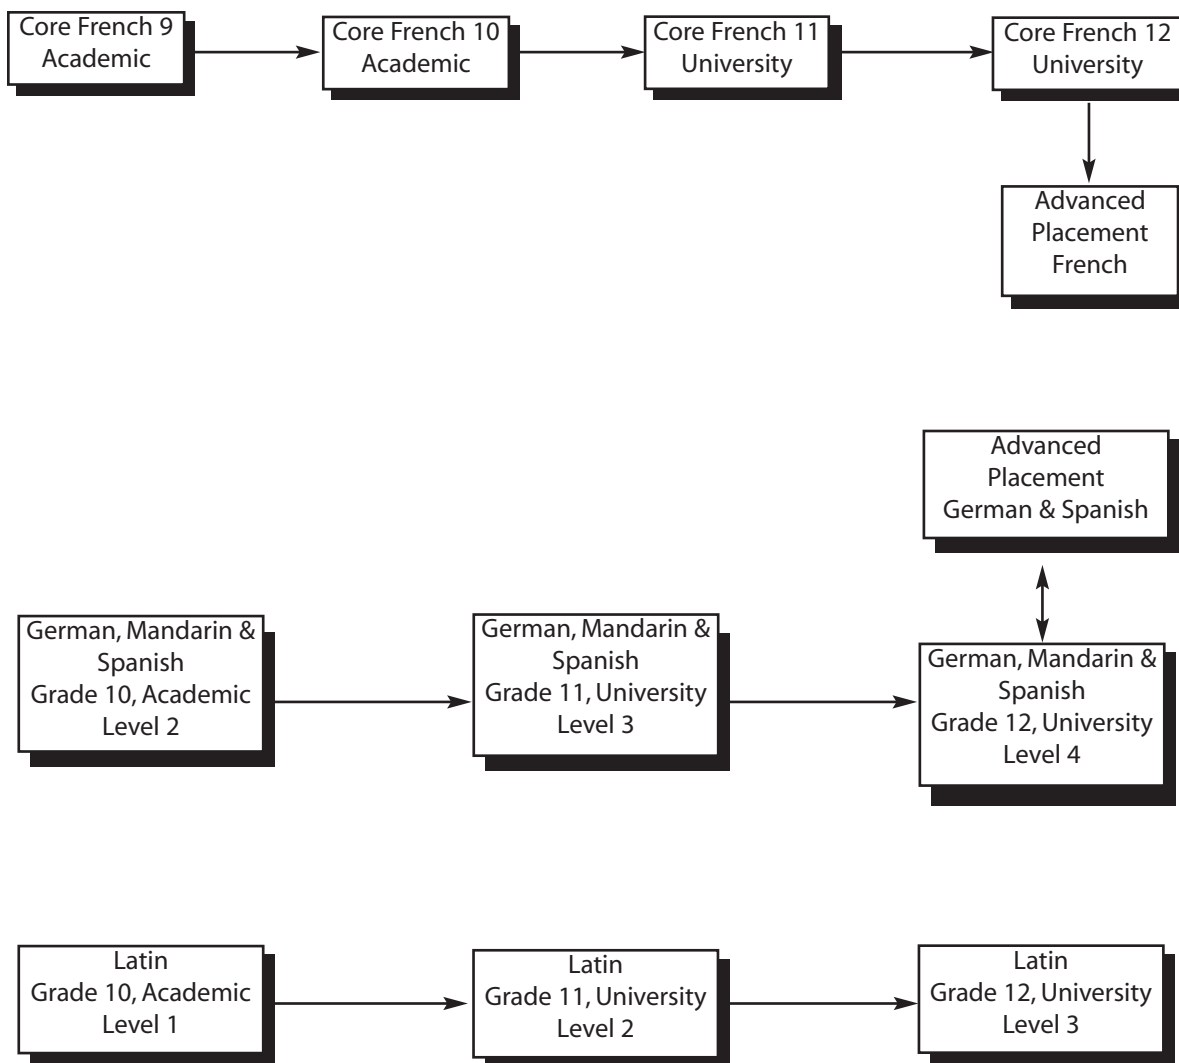 Core French 9
Academic
Core French 10
Academic
Core French 11
University
Core French 12
University
Advanced
Placement
French
Advanced
Placement
German & Spanish
German, Mandarin &
Spanish
Grade 10, Academic
Level 2
German, Mandarin &
Spanish
Grade 11, University
Level 3
German, Mandarin &
Spanish
Grade 12, University
Level 4
Latin
Grade 10, Academic
Level 1
Latin
Grade 11, University
Level 2
Latin
Grade 12, University
Level 3